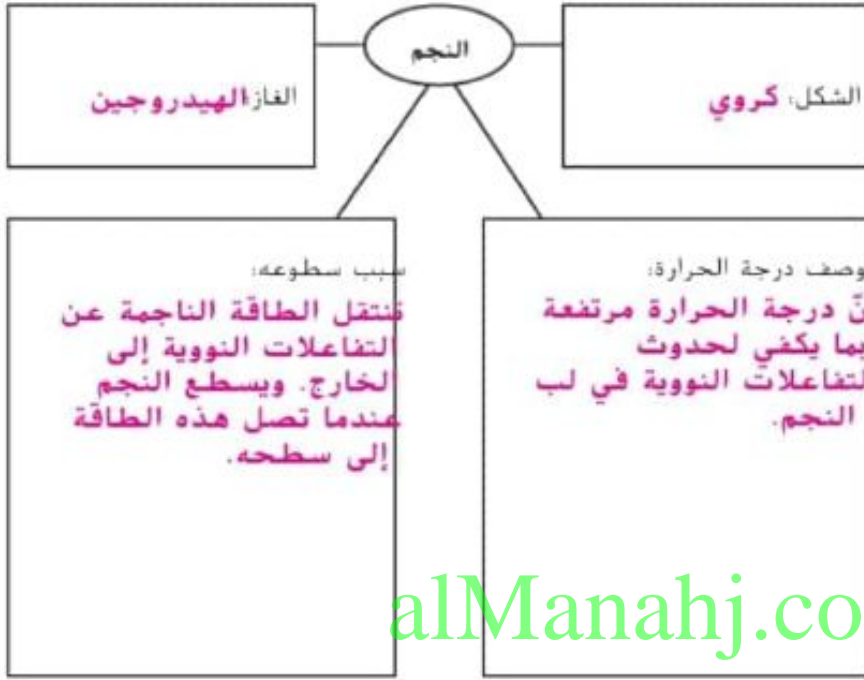 النجم
الشكل: كروي
الغاز: الهيدروجين
وصف درجة الحرارة:
نّ درجة الحرارة مرتفعة
بما يكفي لحدوث
لتفاعلات النووية في لب
النجم.
سبب سطوعه:
تنتقل الطاقة الناجمة عن
التفاعلات النووية إلى
الخارج. ويسطع النجم
عندما تصل هذه الطاقة
إلى سطحه.
alManahj.co